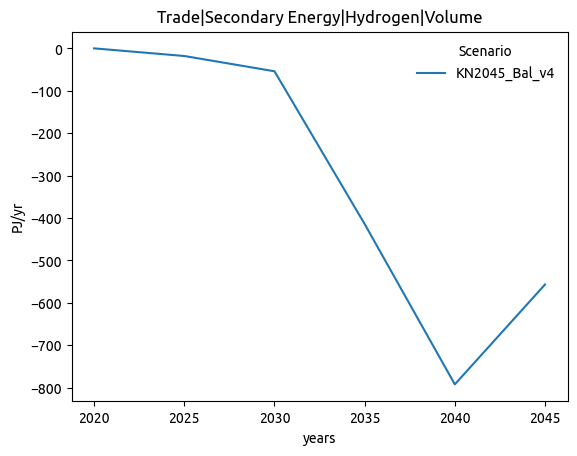 Trade|Secondary Energy|Hydrogen|Volume
Scenario
KN2045_Bal_v4
0
−100
−200
−300
−400
−500
−600
−700
−800
PJ/yr
2020 2025 2030 2035 2040 2045
years